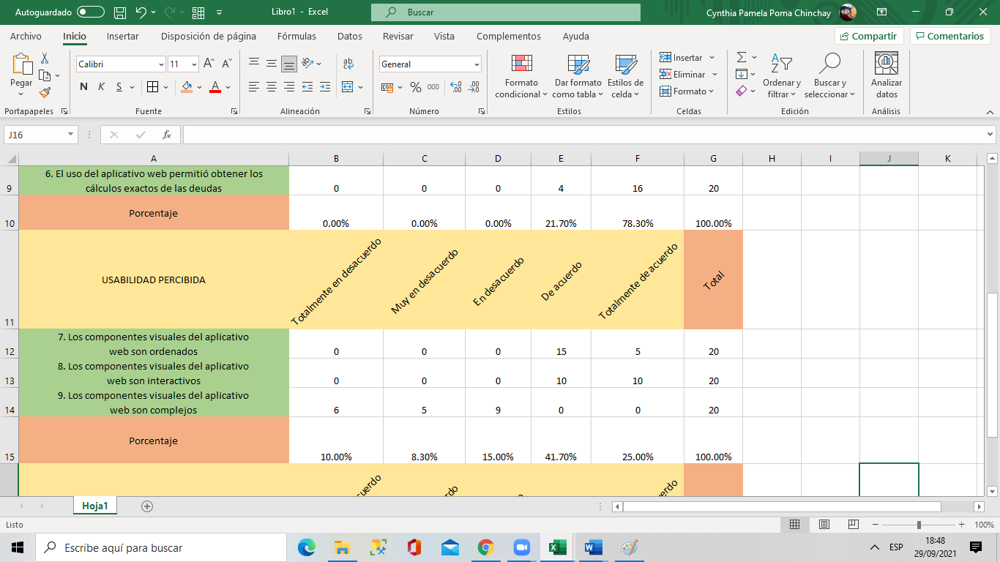 Autoguardado
Libro1 - Excel
Buscar
Cynthia Pamela Poma Chinchay
Archivo Inicio Insertar Disposición de página Fórmulas Datos Revisar Vista Complementos Ayuda
Compartir Comentarios
Pegar
Calibri 11
N K S
A A
ab
General
% 000
Formato
condicional
Dar formato
como tabla
Estilos de
celda
Insertar
Eliminar
Formato
Ordenar y
filtrar
Buscar y
seleccionar
Analizar
datos
Portapapeles Fuente Alineación Número Estilos Celdas Edición Análisis
J16 fx
A B C D E F G H I J K
6. El uso del aplicativo web permitió obtener los
cálculos exactos de las deudas
9 0 0 0 4 16 20
Porcentaje
10 0.00% 0.00% 0.00% 21.70% 78.30% 100.00%
USABILIDAD PERCIBIDA
Totalmente en desacuerdo
Muy en desacuerdo
En desacuerdo
De acuerdo
Totalmente de acuerdo
Total
11
7. Los componentes visuales del aplicativo
web son ordenados
12 0 0 0 15 5 20
8. Los componentes visuales del aplicativo
web son interactivos
13 0 0 0 10 10 20
9. Los componentes visuales del aplicativo
web son complejos
14 6 5 9 0 0 20
Porcentaje
15 10.00% 8.30% 15.00% 41.70% 25.00% 100.00%
Hoja1
Listo
100%
Escribe aquí para buscar
ESP
18:48
29/09/2021